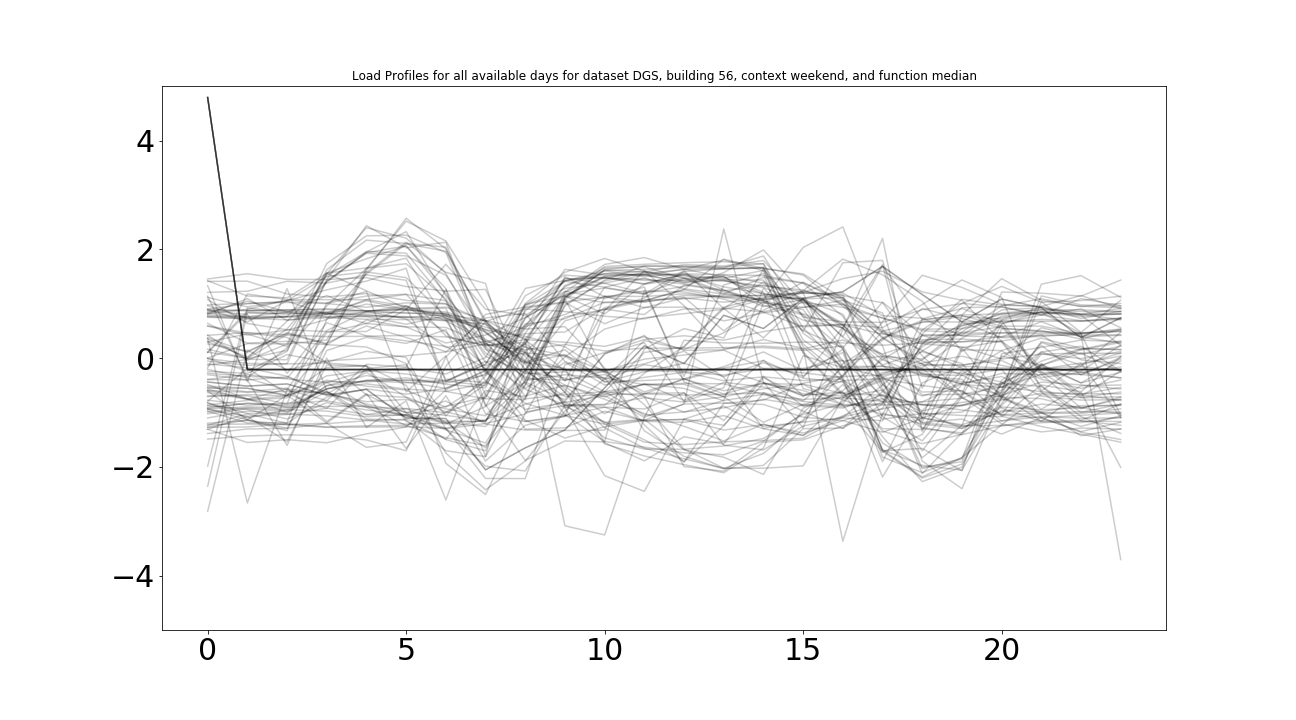 Load Profiles for all available days for dataset DGS, building 56, context weekend, and function median
4
2
0
−2
−4
0 5 10 15 20